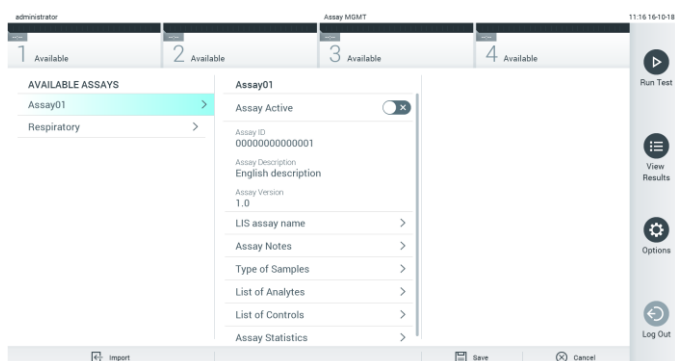 administrator Assay MGMT 11:16 16-10-18
--:-- --:-- --:-- --:--
1 Available 2 Available 3 Available 4 Available
AVAILABLE ASSAYS
Assay01
Respiratory
Assay01
Assay Active
Assay ID
00000000000001
Assay Description
English description
Assay Version
1.0
LIS assay name
Assay Notes
Type of Samples
List of Analytes
List of Controls
Assay Statistics
Run Test
View
Results
Options
Log Out
Import Save Cancel